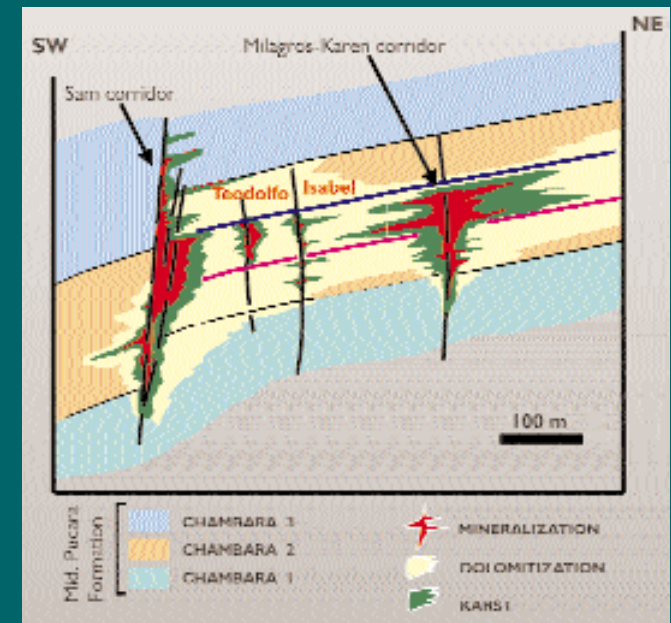 SW
NE
Milagros-Karen corridor
Sam corridor
Teodolfo
Isabel
100 m
Mid. Pucara
Formation
CHAMBARA 3
CHAMBARA 2
CHAMBARA 1
MINERALIZATION
DOLOMITIZATION
KARST